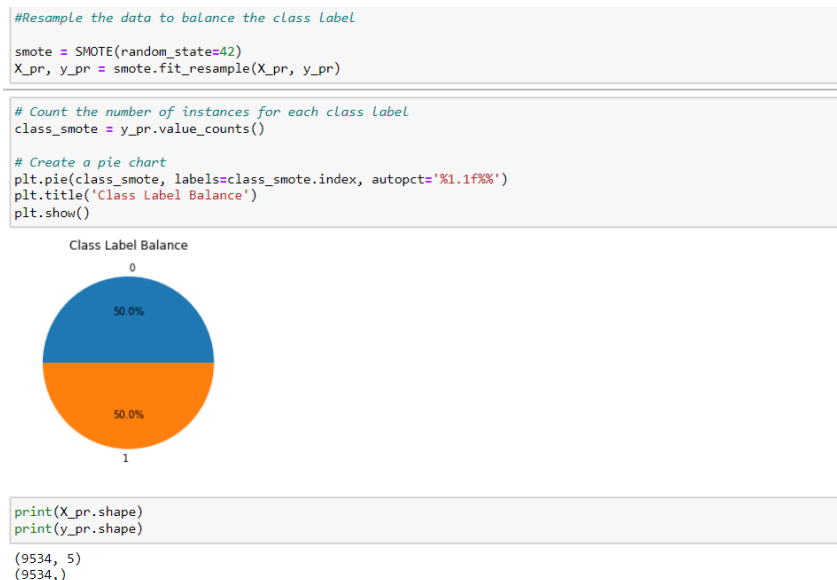 #Resample the data to balance the class label
smote = SMOTE(random_state=42)
X_pr, y_pr = smote.fit_resample(X_pr, y_pr)
# Count the number of instances for each class label
class_smote = y_pr.value_counts()
# Create a pie chart
plt.pie(class_smote, labels=class_smote.index, autopct='%1.1f%%')
plt.title('Class Label Balance')
plt.show()
Class Label Balance
0
50.0%
50.0%
1
print(X_pr.shape)
print(y_pr.shape)
(9534, 5)
(9534,)